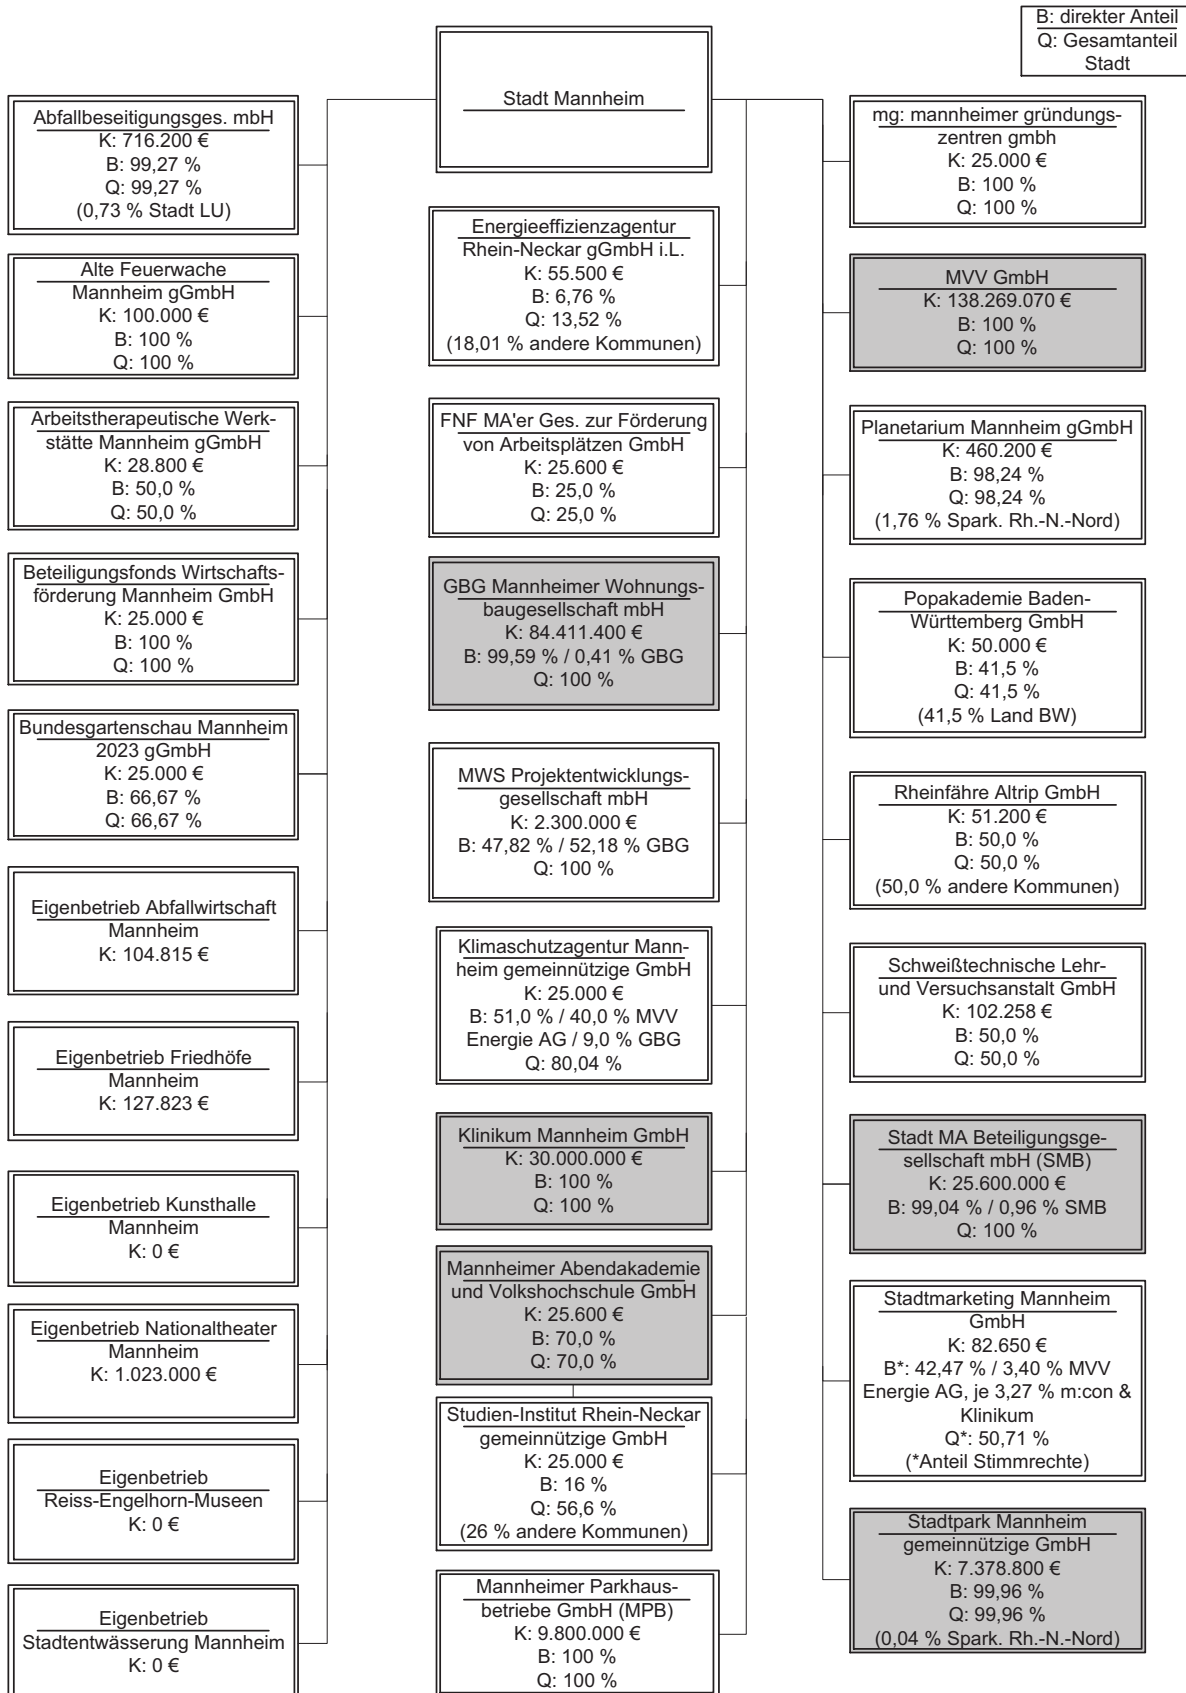 B: direkter Anteil
Q: Gesamtanteil
Stadt
Stadt Mannheim
Abfallbeseitigungsges. mbH
K: 716.200 €
B: 99,27 %
Q: 99,27 %
(0,73 % Stadt LU)
Alte Feuerwache
Mannheim gGmbH
K: 100.000 €
B: 100 %
Q: 100 %
Arbeitstherapeutische Werk-
stätte Mannheim gGmbH
K: 28.800 €
B: 50,0 %
Q: 50,0 %
Beteiligungsfonds Wirtschafts-
förderung Mannheim GmbH
K: 25.000 €
B: 100 %
Q: 100 %
Bundesgartenschau Mannheim
2023 gGmbH
K: 25.000 €
B: 66,67 %
Q: 66,67 %
Eigenbetrieb Abfallwirtschaft
Mannheim
K: 104.815 €
Eigenbetrieb Friedhöfe
Mannheim
K: 127.823 €
Eigenbetrieb Kunsthalle
Mannheim
K: 0 €
Eigenbetrieb Nationaltheater
Mannheim
K: 1.023.000 €
Eigenbetrieb
Reiss-Engelhorn-Museen
K: 0 €
Eigenbetrieb
Stadtentwässerung Mannheim
K: 0 €
Energieeffizienzagentur
Rhein-Neckar gGmbH i.L.
K: 55.500 €
B: 6,76 %
Q: 13,52 %
(18,01 % andere Kommunen)
FNF MA'er Ges. zur Förderung
von Arbeitsplätzen GmbH
K: 25.600 €
B: 25,0 %
Q: 25,0 %
GBG Mannheimer Wohnungs-
baugesellschaft mbH
K: 84.411.400 €
B: 99,59 % / 0,41 % GBG
Q: 100 %
MWS Projektentwicklungs-
gesellschaft mbH
K: 2.300.000 €
B: 47,82 % / 52,18 % GBG
Q: 100 %
Klimaschutzagentur Mann-
heim gemeinnützige GmbH
K: 25.000 €
B: 51,0 % / 40,0 % MVV
Energie AG / 9,0 % GBG
Q: 80,04 %
Klinikum Mannheim GmbH
K: 30.000.000 €
B: 100 %
Q: 100 %
Mannheimer Abendakademie
und Volkshochschule GmbH
K: 25.600 €
B: 70,0 %
Q: 70,0 %
Studien-Institut Rhein-Neckar
gemeinnützige GmbH
K: 25.000 €
B: 16 %
Q: 56,6 %
(26 % andere Kommunen)
Mannheimer Parkhaus-
betriebe GmbH (MPB)
K: 9.800.000 €
B: 100 %
Q: 100 %
mg: mannheimer gründungs-
zentren gmbh
K: 25.000 €
B: 100 %
Q: 100 %
MVV GmbH
K: 138.269.070 €
B: 100 %
Q: 100 %
Planetarium Mannheim gGmbH
K: 460.200 €
B: 98,24 %
Q: 98,24 %
(1,76 % Spark. Rh.-N.-Nord)
Popakademie Baden-
Württemberg GmbH
K: 50.000 €
B: 41,5 %
Q: 41,5 %
(41,5 % Land BW)
Rheinfähre Altrip GmbH
K: 51.200 €
B: 50,0 %
Q: 50,0 %
(50,0 % andere Kommunen)
Schweißtechnische Lehr-
und Versuchsanstalt GmbH
K: 102.258 €
B: 50,0 %
Q: 50,0 %
Stadt MA Beteiligungsge-
sellschaft mbH (SMB)
K: 25.600.000 €
B: 99,04 % / 0,96 % SMB
Q: 100 %
Stadtmarketing Mannheim
GmbH
K: 82.650 €
B*: 42,47 % / 3,40 % MVV
Energie AG, je 3,27 % m:con &
Klinikum
Q*: 50,71 %
(*Anteil Stimmrechte)
Stadtpark Mannheim
gemeinnützige GmbH
K: 7.378.800 €
B: 99,96 %
Q: 99,96 %
(0,04 % Spark. Rh.-N.-Nord)